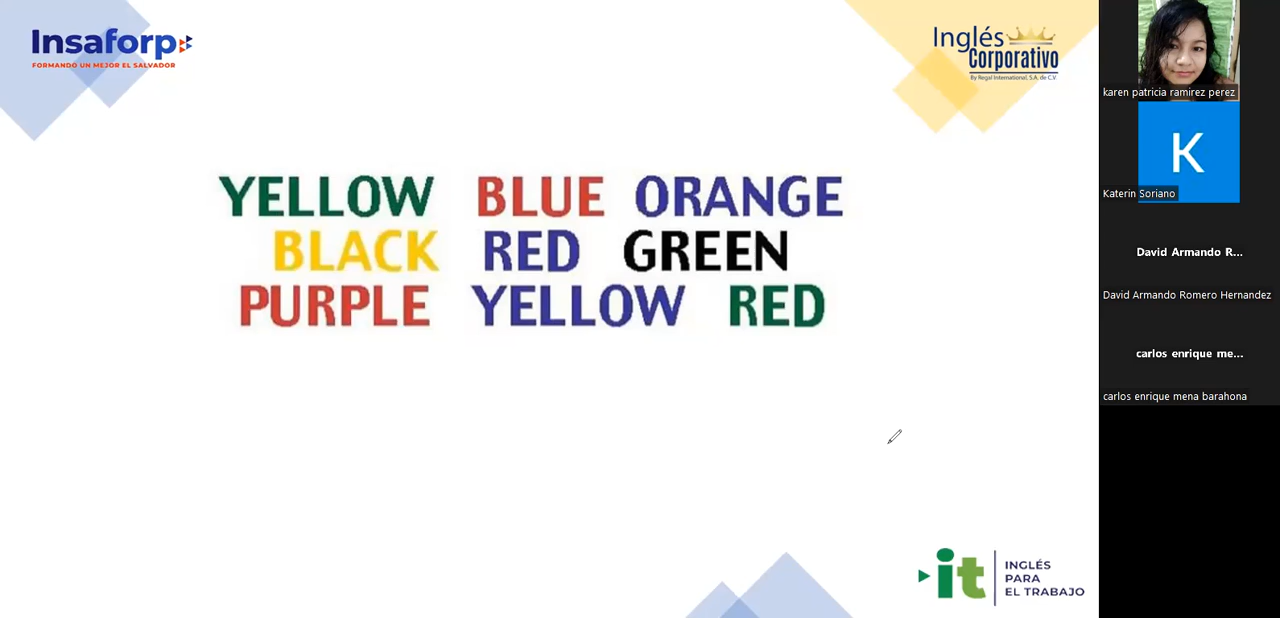 Insaforp
FORMANDO UN MEJOR EL SALVADOR
Inglés
Corporativo
By Regal International, S.A. de C.V.
YELLOW BLUE ORANGE
BLACK RED GREEN
PURPLE YELLOW RED
it
INGLÉS
PARA
EL TRABAJO
karen patricia ramirez perez
K
Katerin Soriano
David Armando R...
David Armando Romero Hernandez
carlos enrique me...
carlos enrique mena barahona